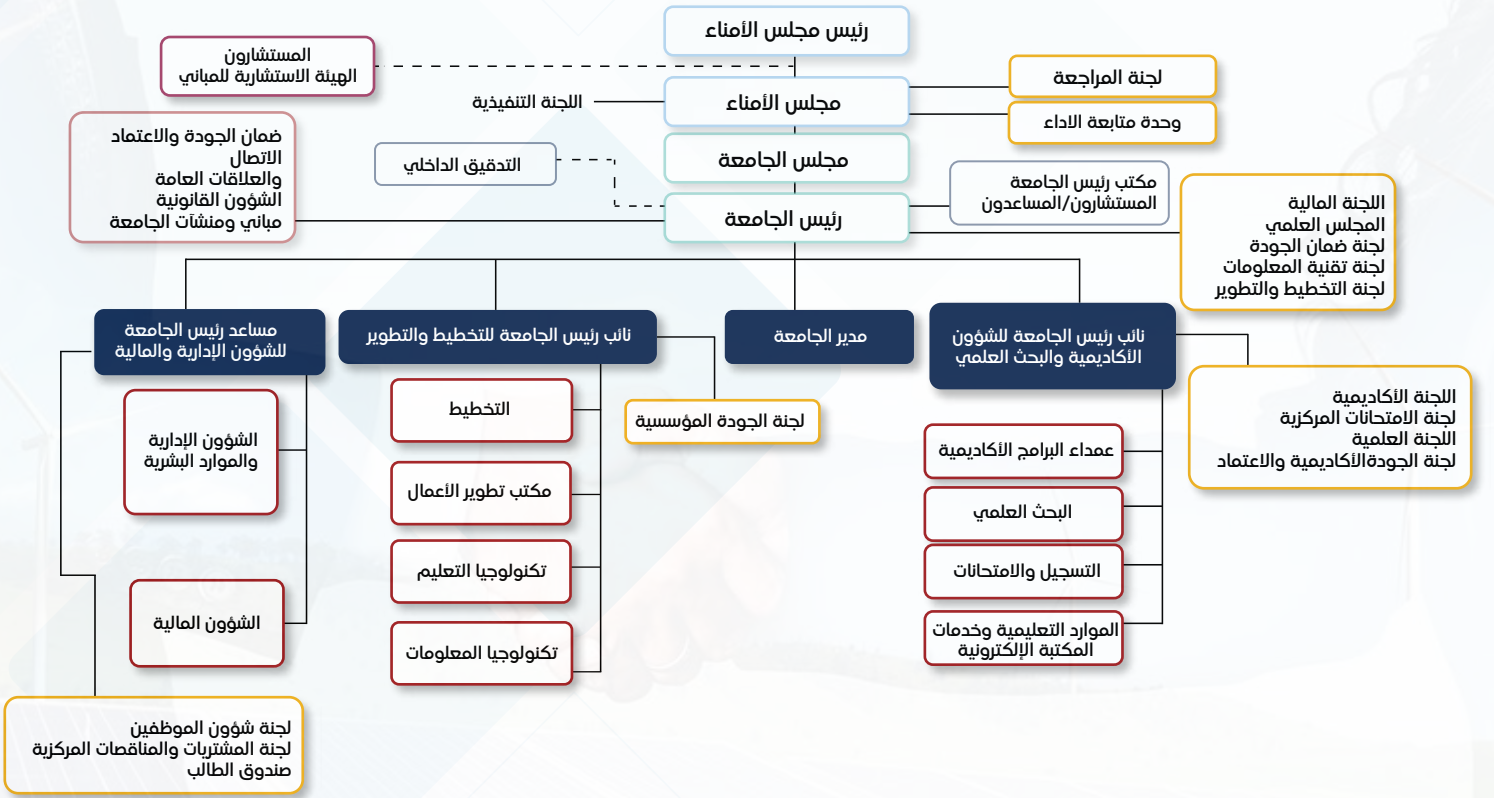 رئيس مجلس الأمناء
المستشارون
الهيئة الاستشارية للمباني
لجنة المراجعة
مجلس الأمناء
اللجنة التنفيذية
وحدة متابعة الاداء
ضمان الجودة والاعتماد
الاتصال
والعلاقات العامة
الشؤون القانونية
مباني ومنشآت الجامعة
مجلس الجامعة
التدقيق الداخلي
مكتب رئيس الجامعة
المستشارون/المساعدون
رئيس الجامعة
اللجنة المالية
المجلس العلمي
لجنة ضمان الجودة
لجنة تقنية المعلومات
لجنة التخطيط والتطوير
نائب رئيس الجامعة للشؤون
الأكاديمية والبحث العلمي
مدير الجامعة
نائب رئيس الجامعة للتخطيط والتطوير
مساعد رئيس الجامعة
للشؤون الإدارية والمالية
اللجنة الأكاديمية
لجنة الامتحانات المركزية
اللجنة العلمية
لجنة الجودةالأكاديمية والاعتماد
عمداء البرامج الأكاديمية
البحث العلمي
التسجيل والامتحانات
الموارد التعليمية وخدمات
المكتبة الإلكترونية
لجنة الجودة المؤسسية
التخطيط
مكتب تطوير الأعمال
تكنولوجيا التعليم
تكنولوجيا المعلومات
الشؤون الإدارية
والموارد البشرية
الشؤون المالية
لجنة شؤون الموظفين
لجنة المشتريات والمناقصات المركزية
صندوق الطالب